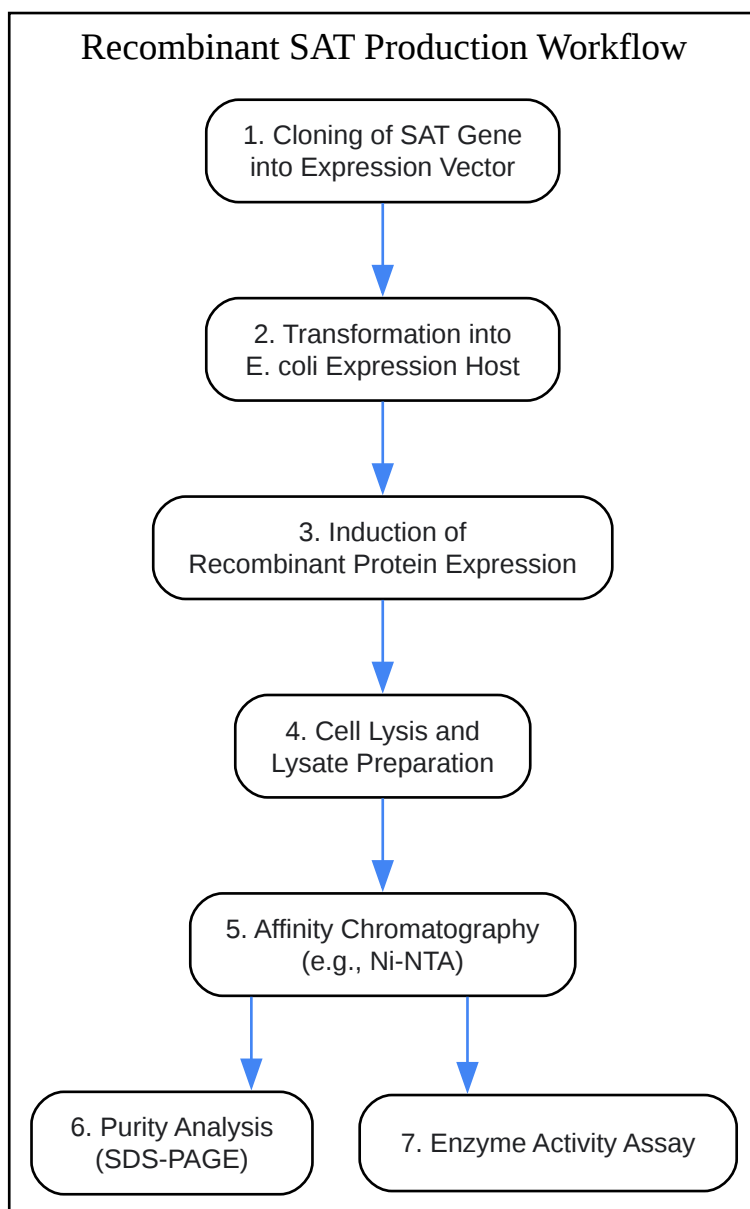 Recombinant SAT Production Workflow
1. Cloning of SAT Gene
into Expression Vector
2. Transformation into
E. coli Expression Host
3. Induction of
Recombinant Protein Expression
4. Cell Lysis and
Lysate Preparation
5. Affinity Chromatography
(e.g., Ni-NTA)
6. Purity Analysis
(SDS-PAGE)
7. Enzyme Activity Assay